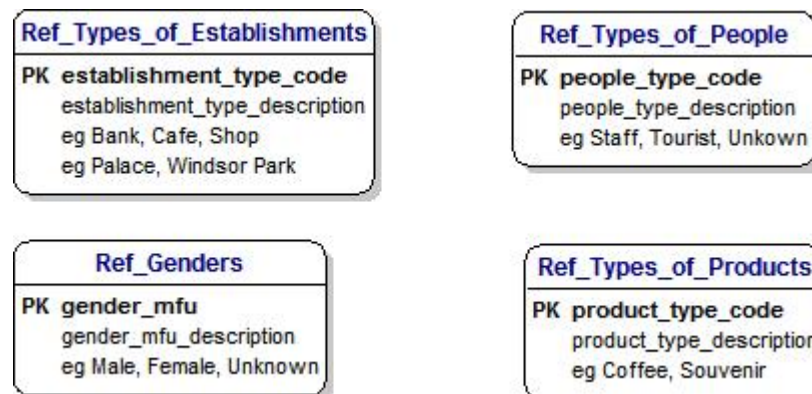 Ref_Types_of_Establishments
PK establishment_type_code
establishment_type_description
eg Bank, Cafe, Shop
eg Palace, Windsor Park
Ref_Types_of_People
PK people_type_code
people_type_description
eg Staff, Tourist, Unkown
Ref_Genders
PK gender_mfu
gender_mfu_description
eg Male, Female, Unknown
Ref_Types_of_Products
PK product_type_code
product_type_description
eg Coffee, Souvenir